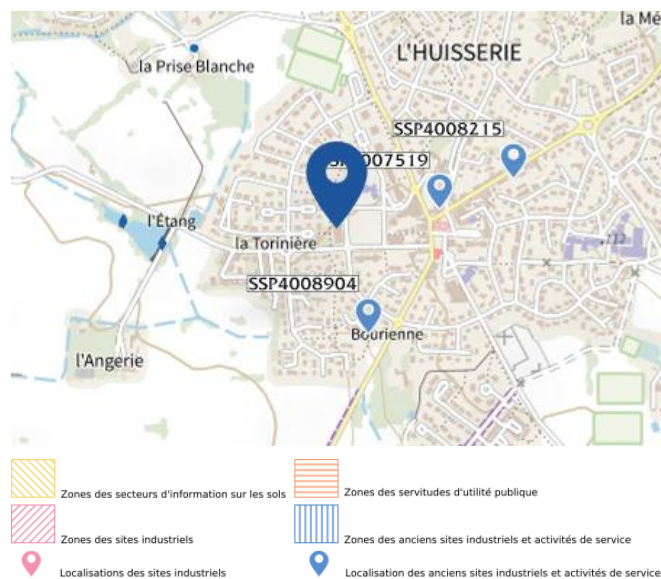 la Mé
L'HUISSERIE
la Prise Blanche
SSP4008215
007519
l'Étang
la Torinière
112
SSP4008904
Bourienne
l'Angerie
Zones des secteurs d'information sur les sols
Zones des servitudes d'utilité publique
Zones des sites industriels
Zones des anciens sites industriels et activités de service
Localisations des sites industriels
Localisation des anciens sites industriels et activités de service